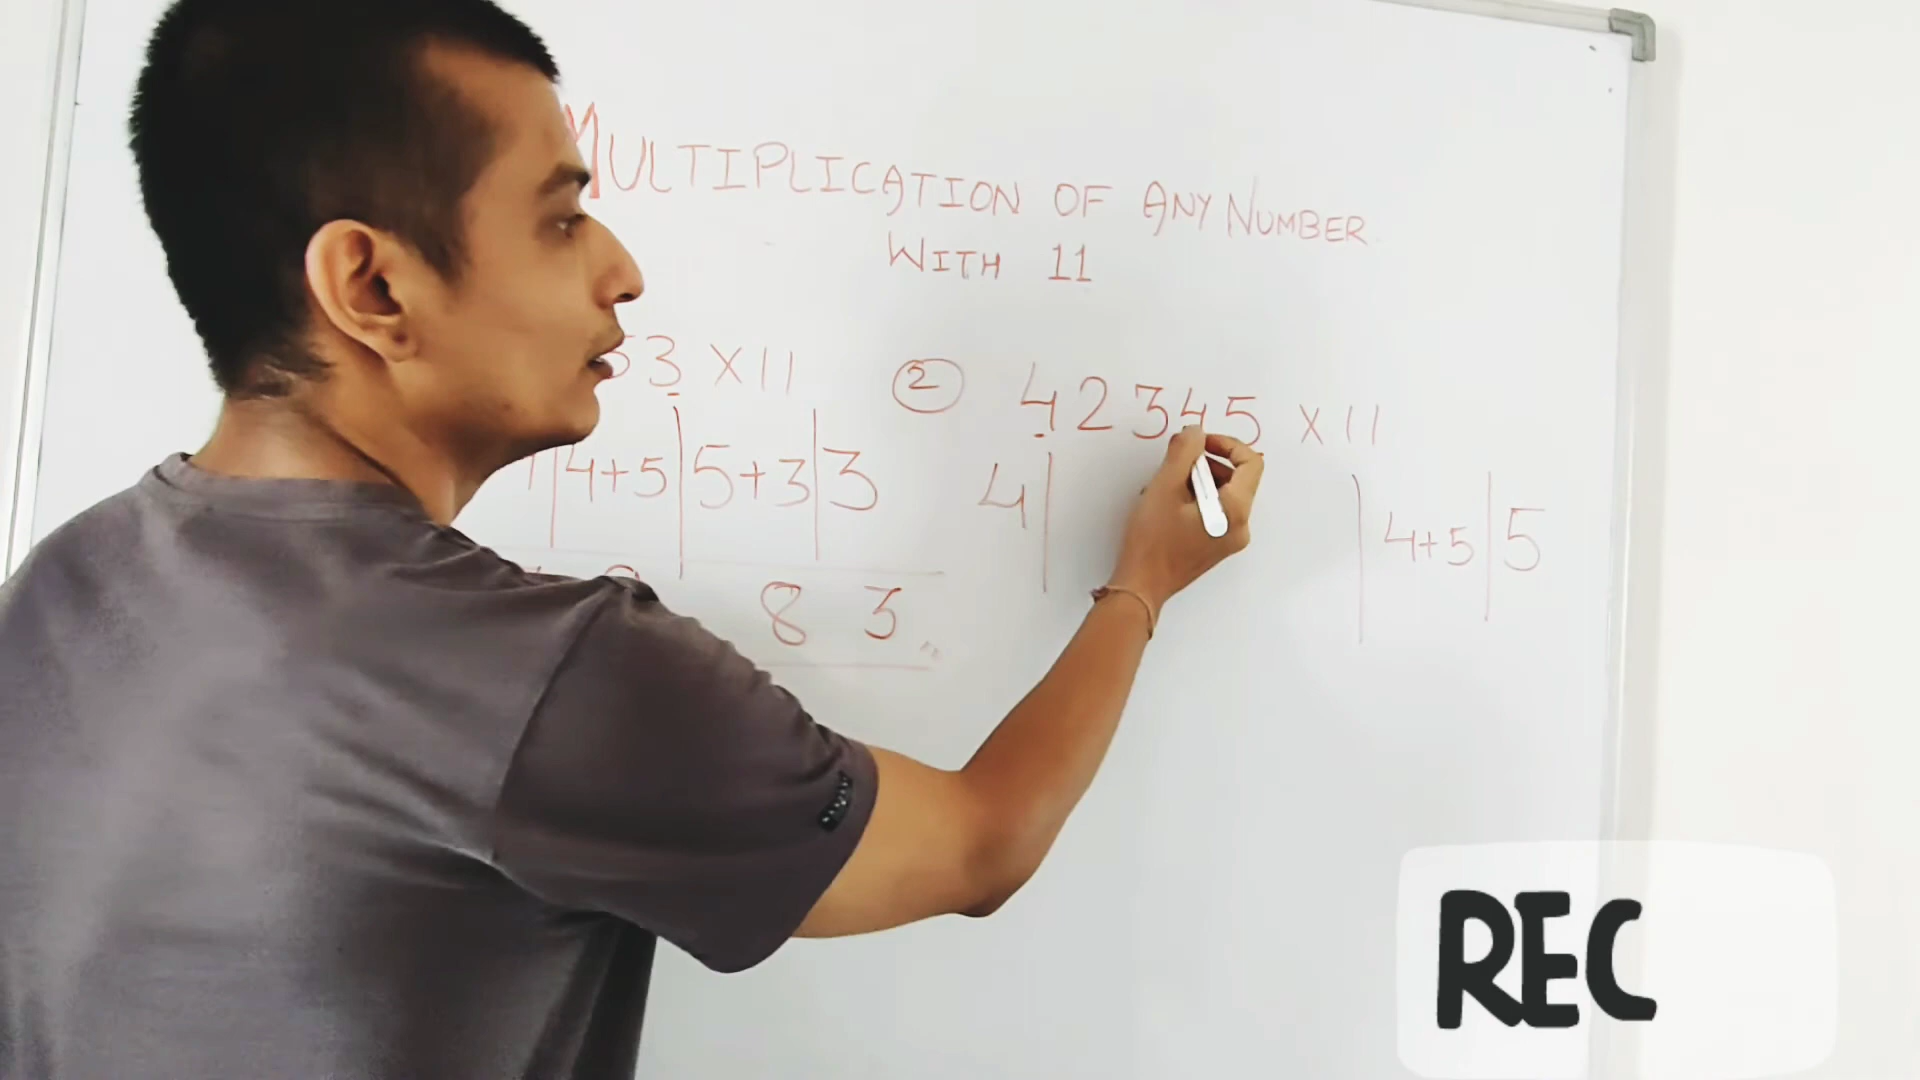 MULTIPLICATION OF ANY NUMBER
WITH 11
53 X 11
4+5 | 5+3 | 3
8 3
② 42345 X 11
4 | | 4+5 | 5
REC